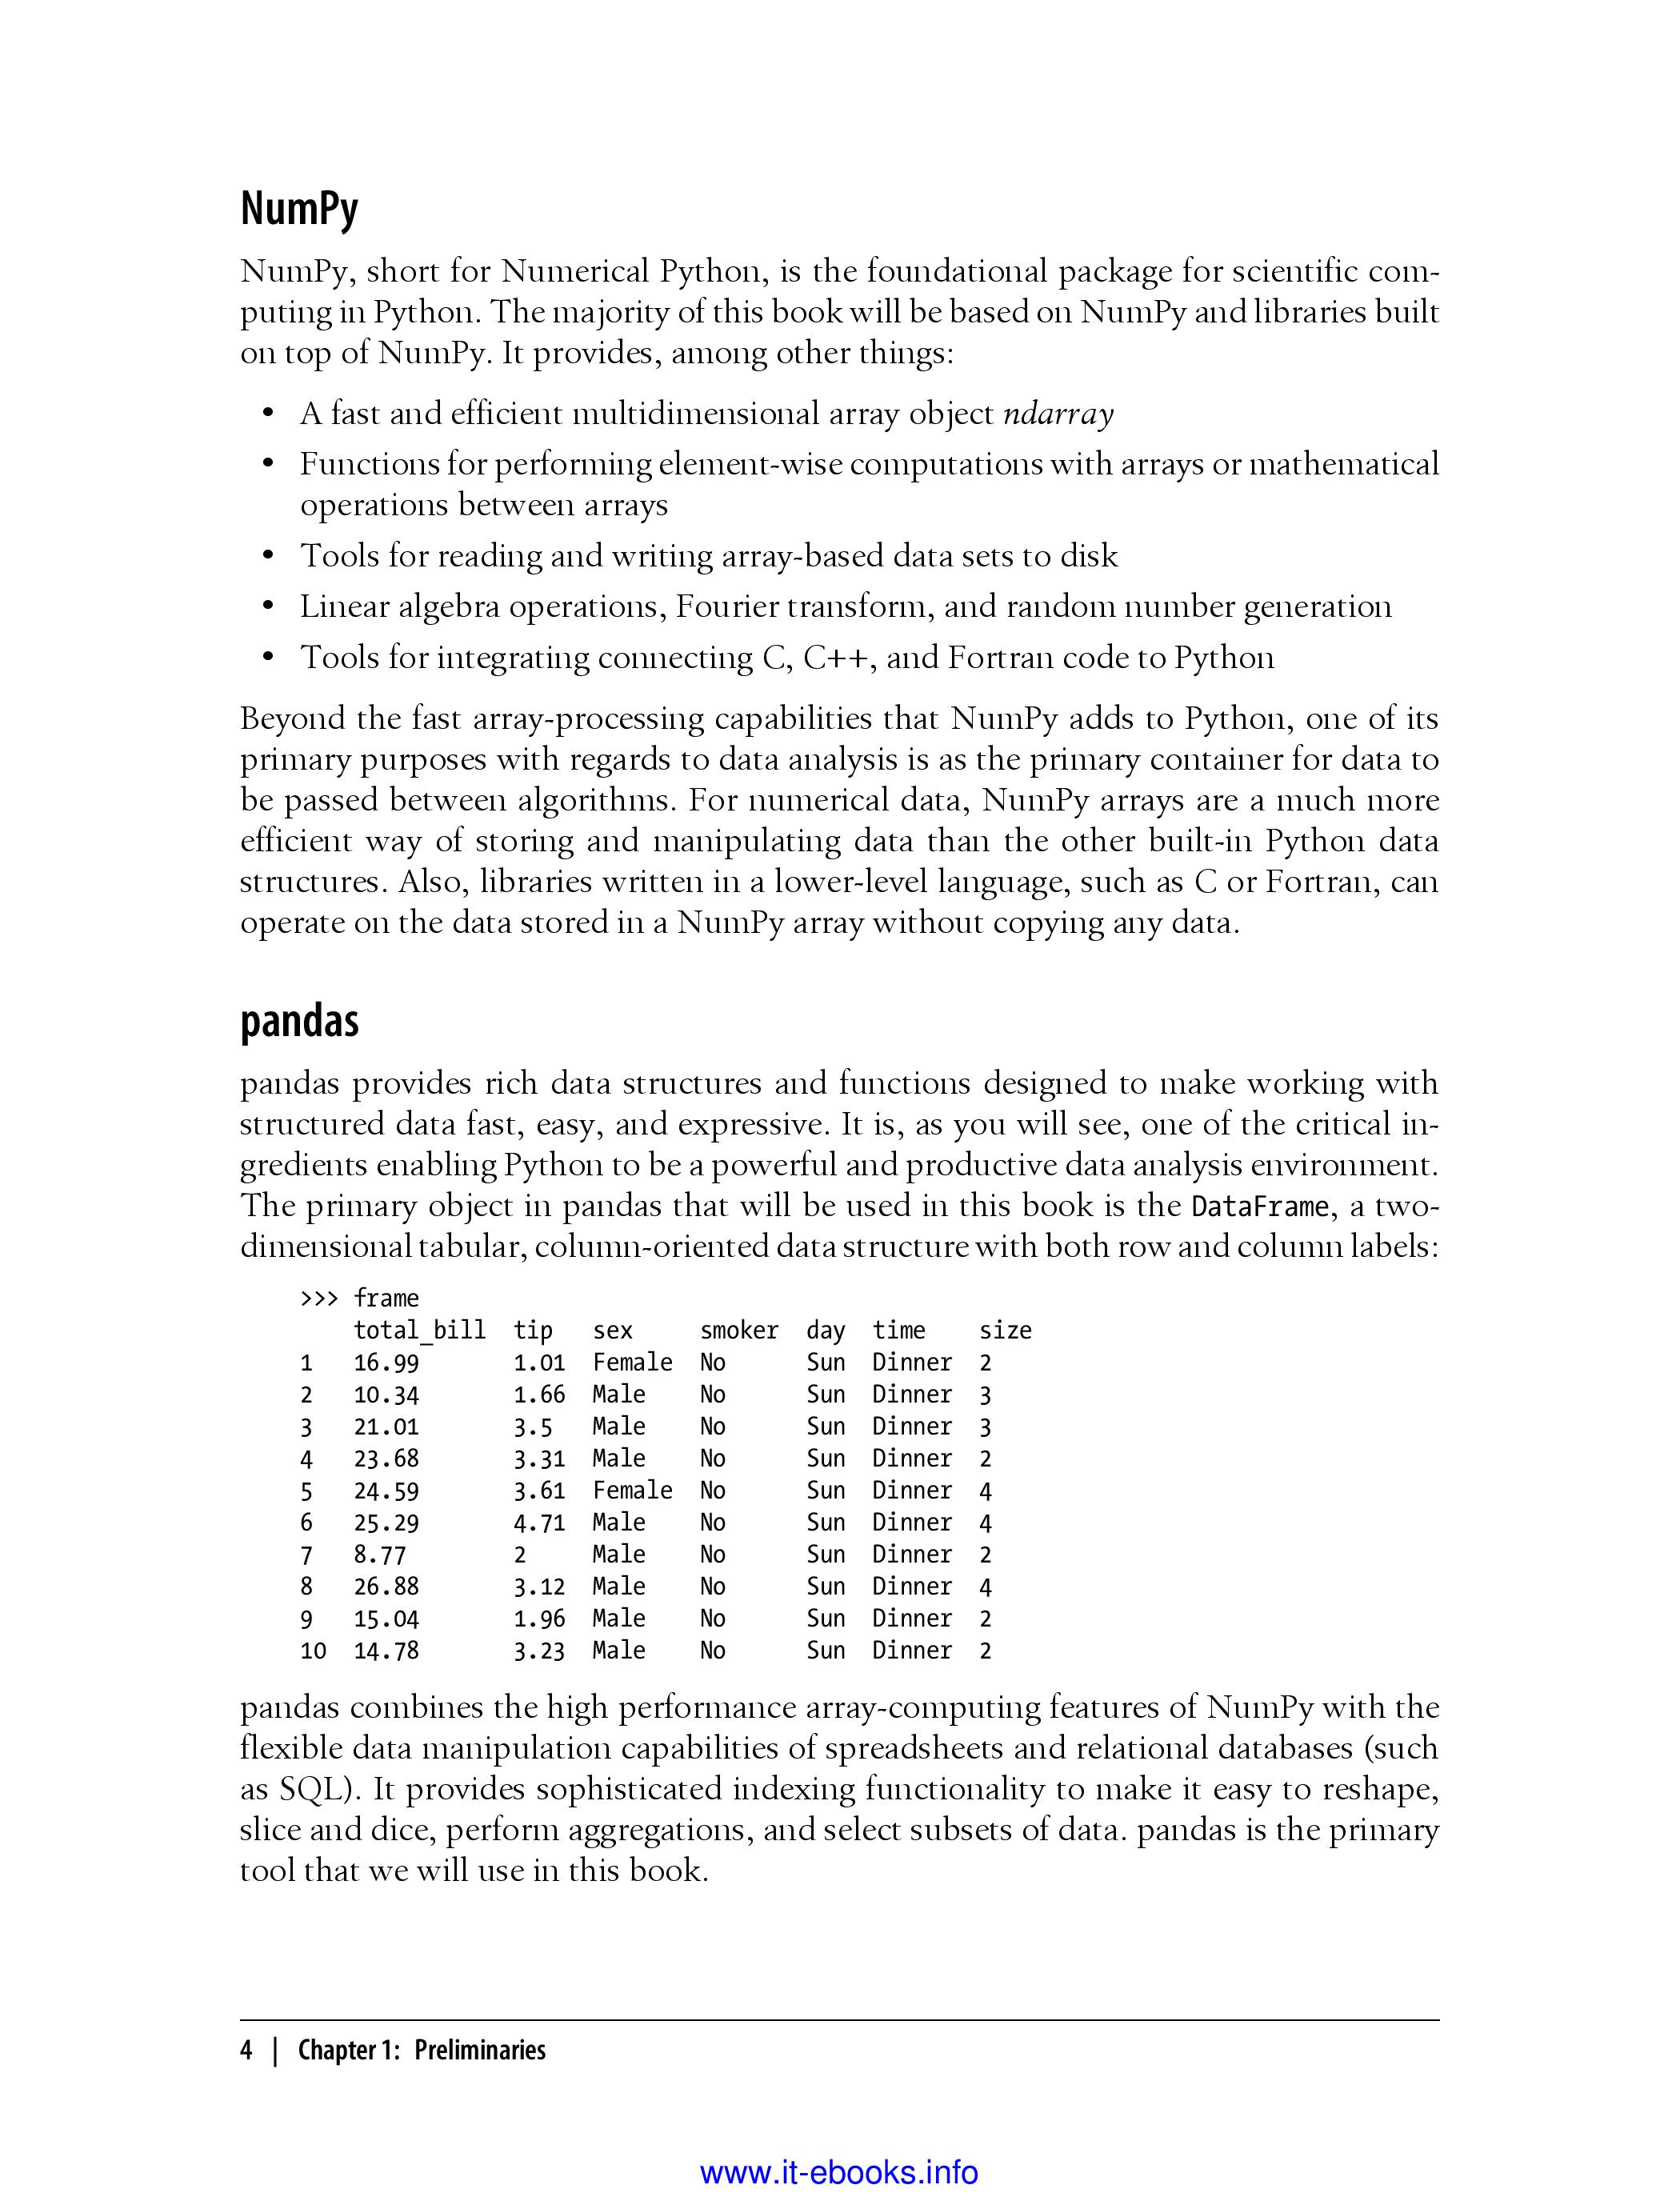 NumPy
NumPy, short for Numerical Python, is the foundational package for scientific com-
puting in Python. The majority of this book will be based on NumPy and libraries built
on top of NumPy. It provides, among other things:
• A fast and efficient multidimensional array object ndarray
• Functions for performing element-wise computations with arrays or mathematical
operations between arrays
• Tools for reading and writing array-based data sets to disk
• Linear algebra operations, Fourier transform, and random number generation
• Tools for integrating connecting C, C++, and Fortran code to Python
Beyond the fast array-processing capabilities that NumPy adds to Python, one of its
primary purposes with regards to data analysis is as the primary container for data to
be passed between algorithms. For numerical data, NumPy arrays are a much more
efficient way of storing and manipulating data than the other built-in Python data
structures. Also, libraries written in a lower-level language, such as C or Fortran, can
operate on the data stored in a NumPy array without copying any data.
pandas
pandas provides rich data structures and functions designed to make working with
structured data fast, easy, and expressive. It is, as you will see, one of the critical in-
gredients enabling Python to be a powerful and productive data analysis environment.
The primary object in pandas that will be used in this book is the DataFrame, a two-
dimensional tabular, column-oriented data structure with both row and column labels:
>>> frame
    total_bill  tip   sex     smoker  day  time    size
1   16.99       1.01  Female  No      Sun  Dinner  2
2   10.34       1.66  Male    No      Sun  Dinner  3
3   21.01       3.5   Male    No      Sun  Dinner  3
4   23.68       3.31  Male    No      Sun  Dinner  2
5   24.59       3.61  Female  No      Sun  Dinner  4
6   25.29       4.71  Male    No      Sun  Dinner  4
7   8.77        2     Male    No      Sun  Dinner  2
8   26.88       3.12  Male    No      Sun  Dinner  4
9   15.04       1.96  Male    No      Sun  Dinner  2
10  14.78       3.23  Male    No      Sun  Dinner  2
pandas combines the high performance array-computing features of NumPy with the
flexible data manipulation capabilities of spreadsheets and relational databases (such
as SQL). It provides sophisticated indexing functionality to make it easy to reshape,
slice and dice, perform aggregations, and select subsets of data. pandas is the primary
tool that we will use in this book.
4 | Chapter 1: Preliminaries
www.it-ebooks.info